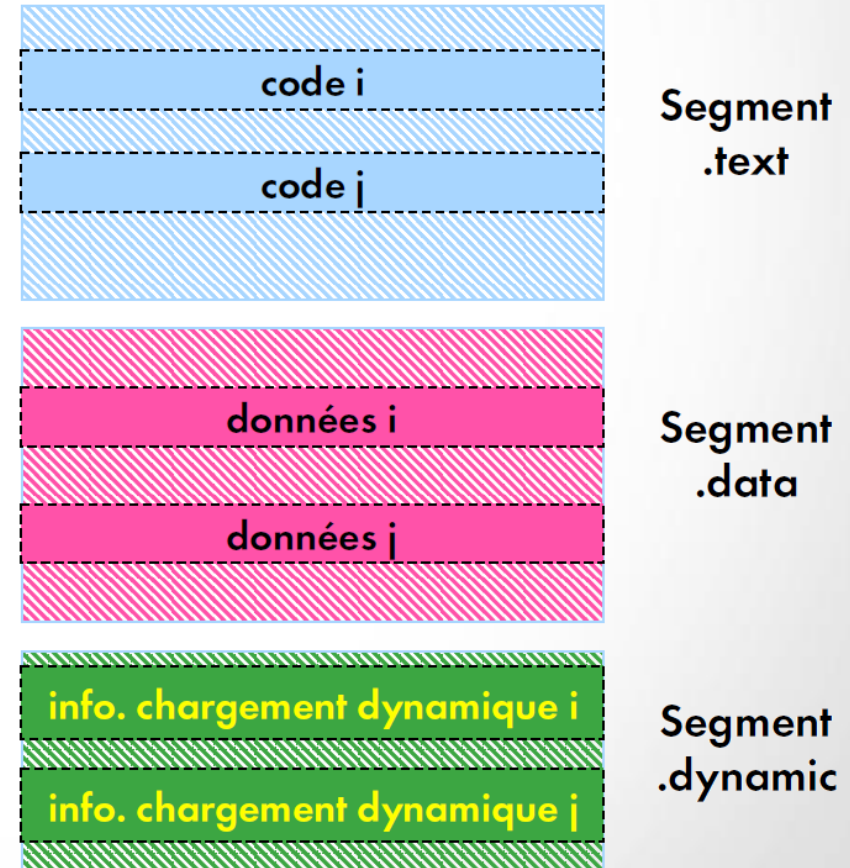 code i
Segment
.text
code j
données i
Segment
.data
données j
info. chargement dynamique i
Segment
.dynamic
info. chargement dynamique j